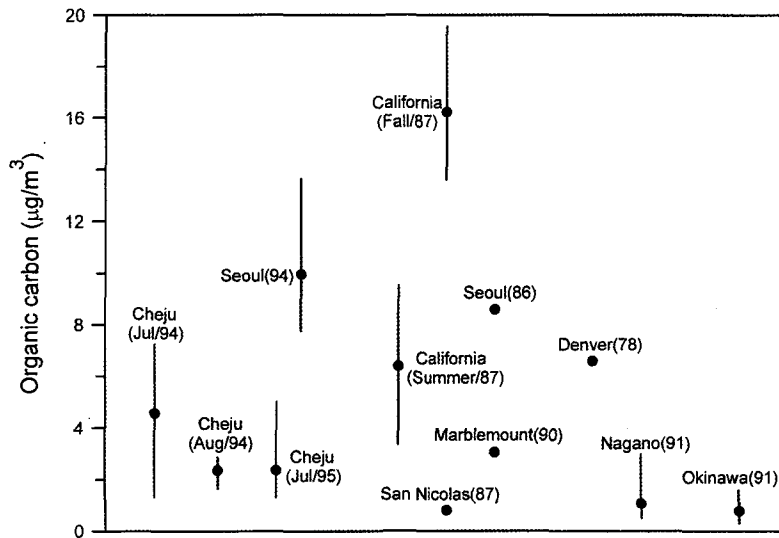 20
16
12
8
4
0
Organic carbon (μg/m³)
California
(Fall/87)
Seoul(94)
Seoul(86)
Cheju
(Jul/94)
Denver(78)
California
(Summer/87)
Cheju
(Aug/94)
Marblemount(90)
Nagano(91)
Cheju
(Jul/95)
Okinawa(91)
San Nicolas(87)